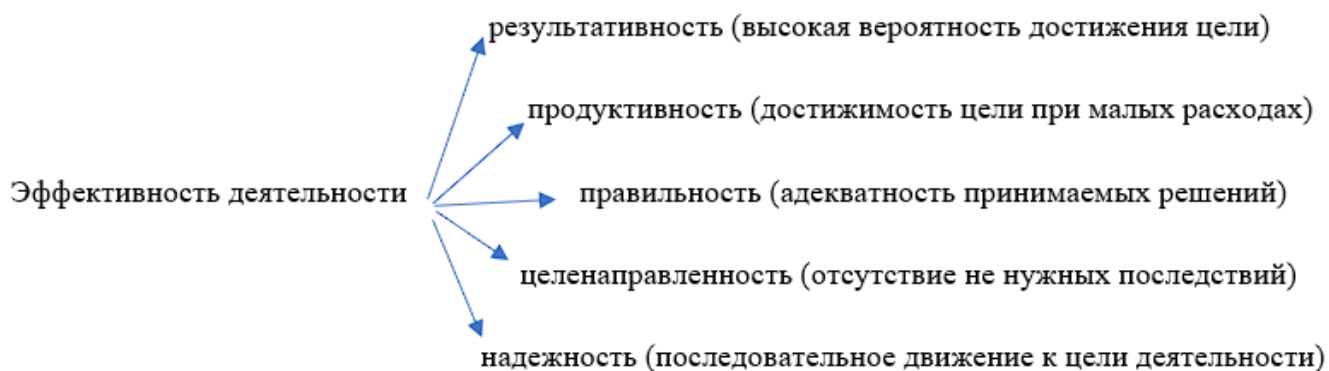 результативность (высокая вероятность достижения цели)
продуктивность (достижимость цели при малых расходах)
Эффективность деятельности
правильность (адекватность принимаемых решений)
целенаправленность (отсутствие не нужных последствий)
надежность (последовательное движение к цели деятельности)